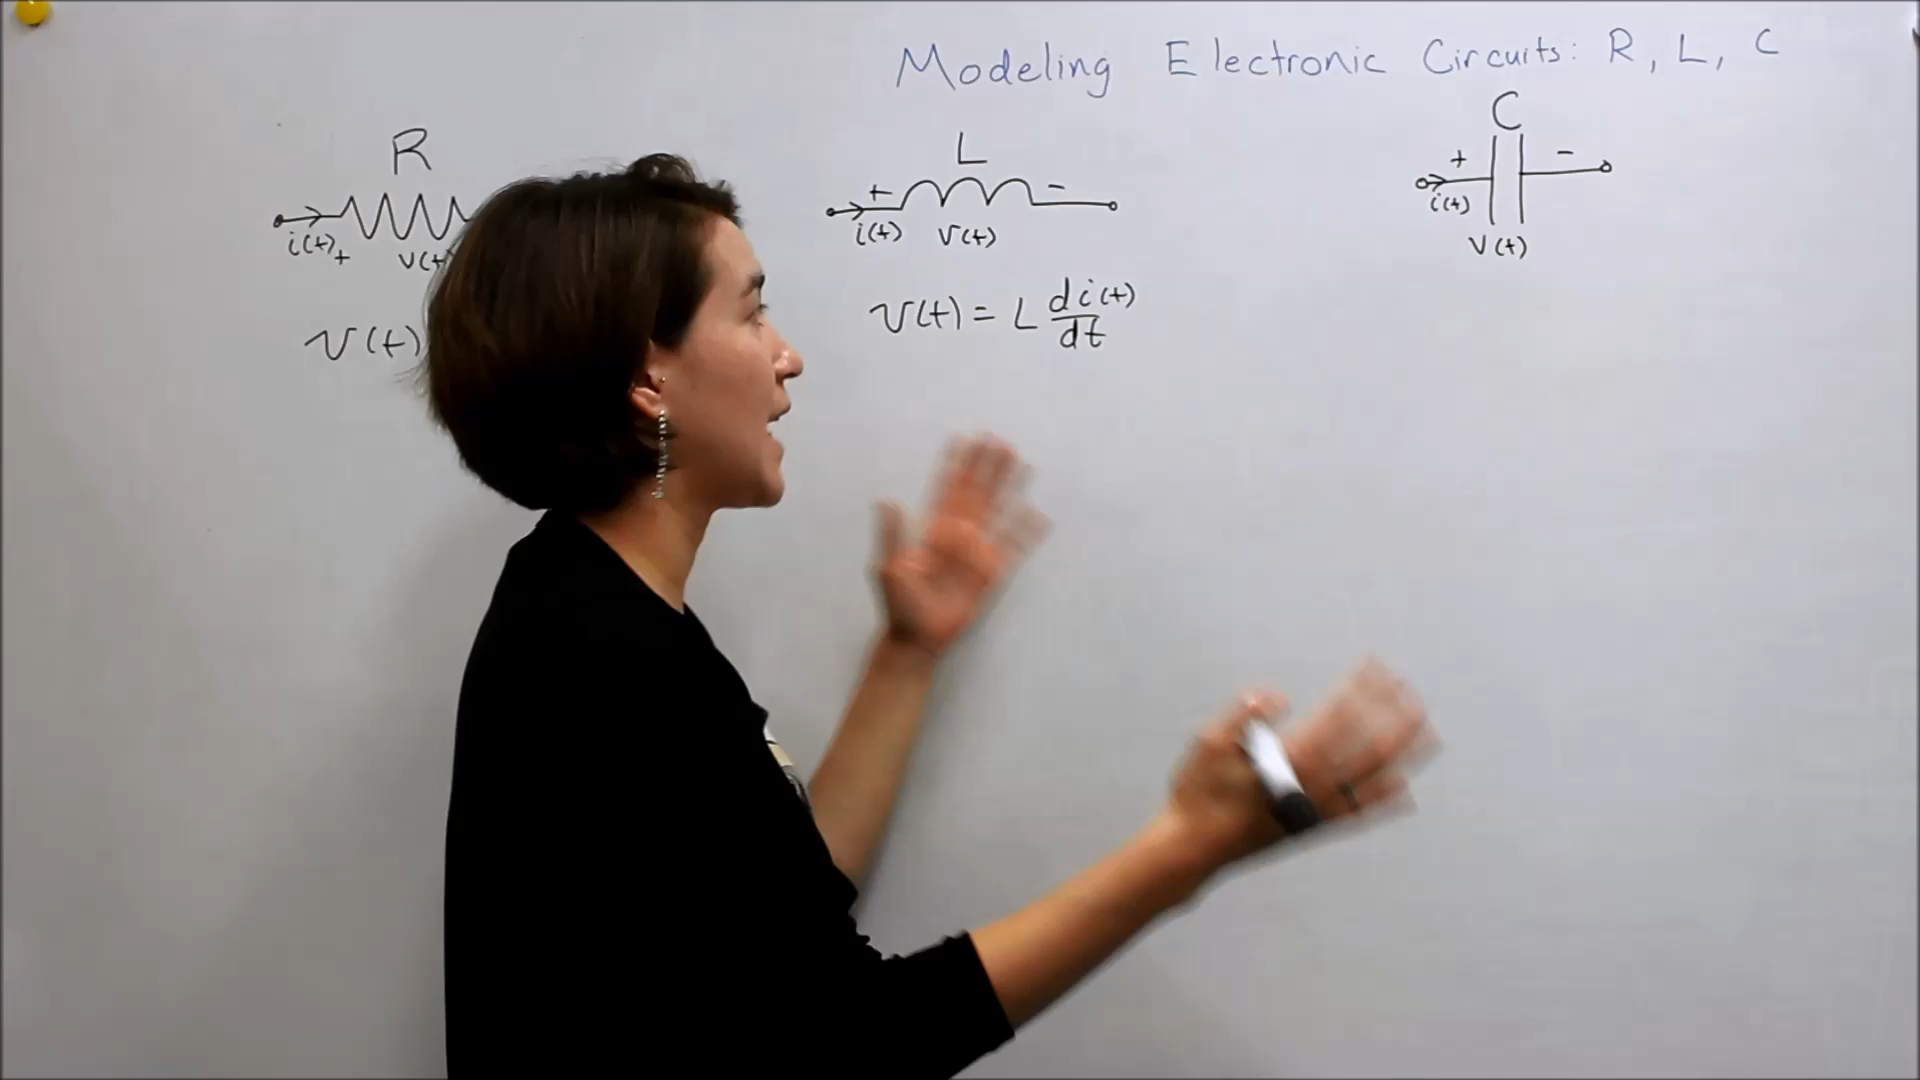 Modeling Electronic Circuits: R, L, C
R
i(t) + v(t)
v(t)
L
+ -
i(t) v(t)
v(t) = L di(t)/dt
C
+ -
i(t)
v(t)